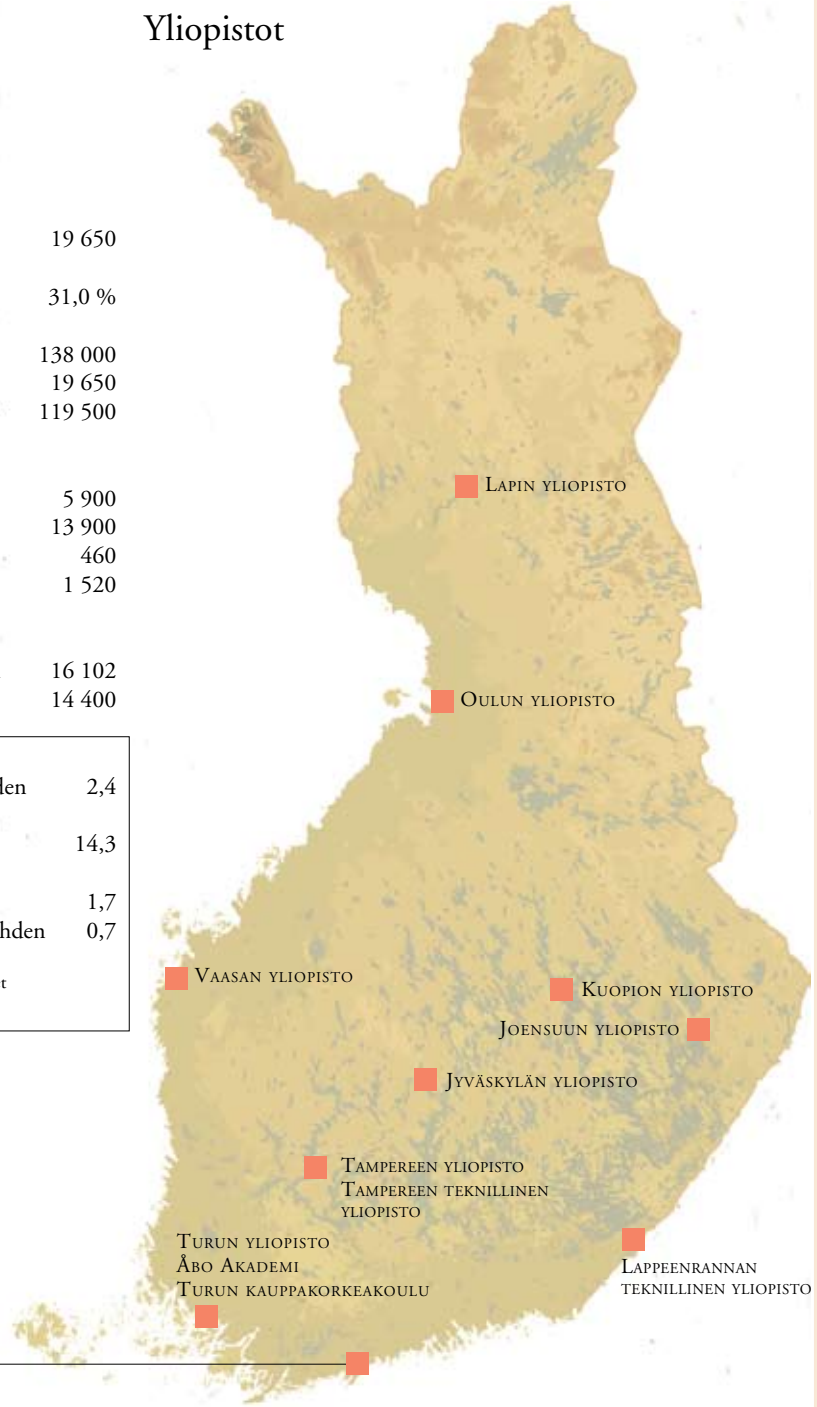 Yliopistot
19 650
31,0 %
138 000
19 650
119 500
5 900
13 900
460
1 520
16 102
14 400
den 2,4
14,3
1,7
hden 0,7
t
Lapin yliopisto
Oulun yliopisto
Vaasan yliopisto
Kuopion yliopisto
Joensuun yliopisto
Jyväskylän yliopisto
Tampereen yliopisto
Tampereen teknillinen
yliopisto
Turun yliopisto
Åbo Akademi
Turun kauppakorkeakoulu
Lappeenrannan
teknillinen yliopisto